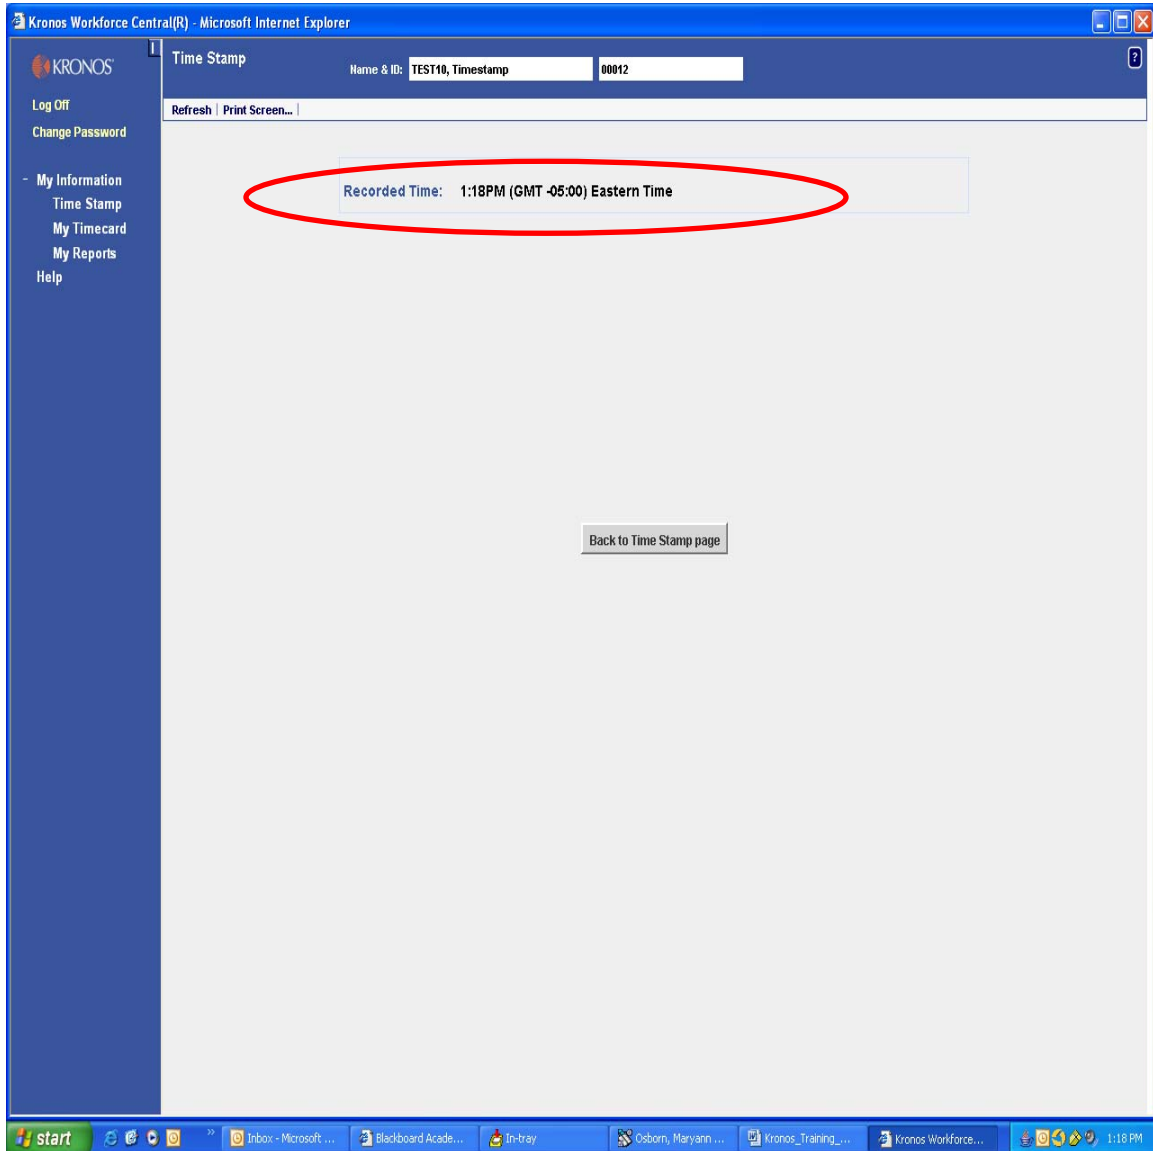 Kronos Workforce Central(R) - Microsoft Internet Explorer
KRONOS
Time Stamp
Name & ID: TEST10, Timestamp 00012
?
Log Off
Change Password
Refresh | Print Screen... |
- My Information
Time Stamp
My Timecard
My Reports
Help
Recorded Time: 1:18PM (GMT -05:00) Eastern Time
Back to Time Stamp page
start » Inbox - Microsoft ... Blackboard Acade... In-tray Osborn, Maryann ... Kronos_Training_... Kronos Workforce... 1:18 PM